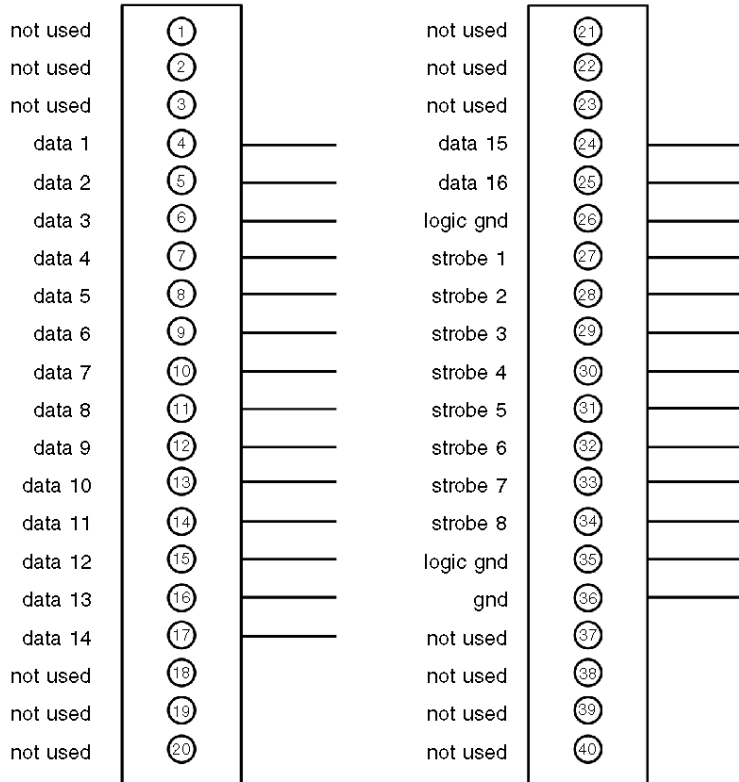 not used 1
not used 2
not used 3
data 1 4
data 2 5
data 3 6
data 4 7
data 5 8
data 6 9
data 7 10
data 8 11
data 9 12
data 10 13
data 11 14
data 12 15
data 13 16
data 14 17
not used 18
not used 19
not used 20
not used 21
not used 22
not used 23
data 15 24
data 16 25
logic gnd 26
strobe 1 27
strobe 2 28
strobe 3 29
strobe 4 30
strobe 5 31
strobe 6 32
strobe 7 33
strobe 8 34
logic gnd 35
gnd 36
not used 37
not used 38
not used 39
not used 40